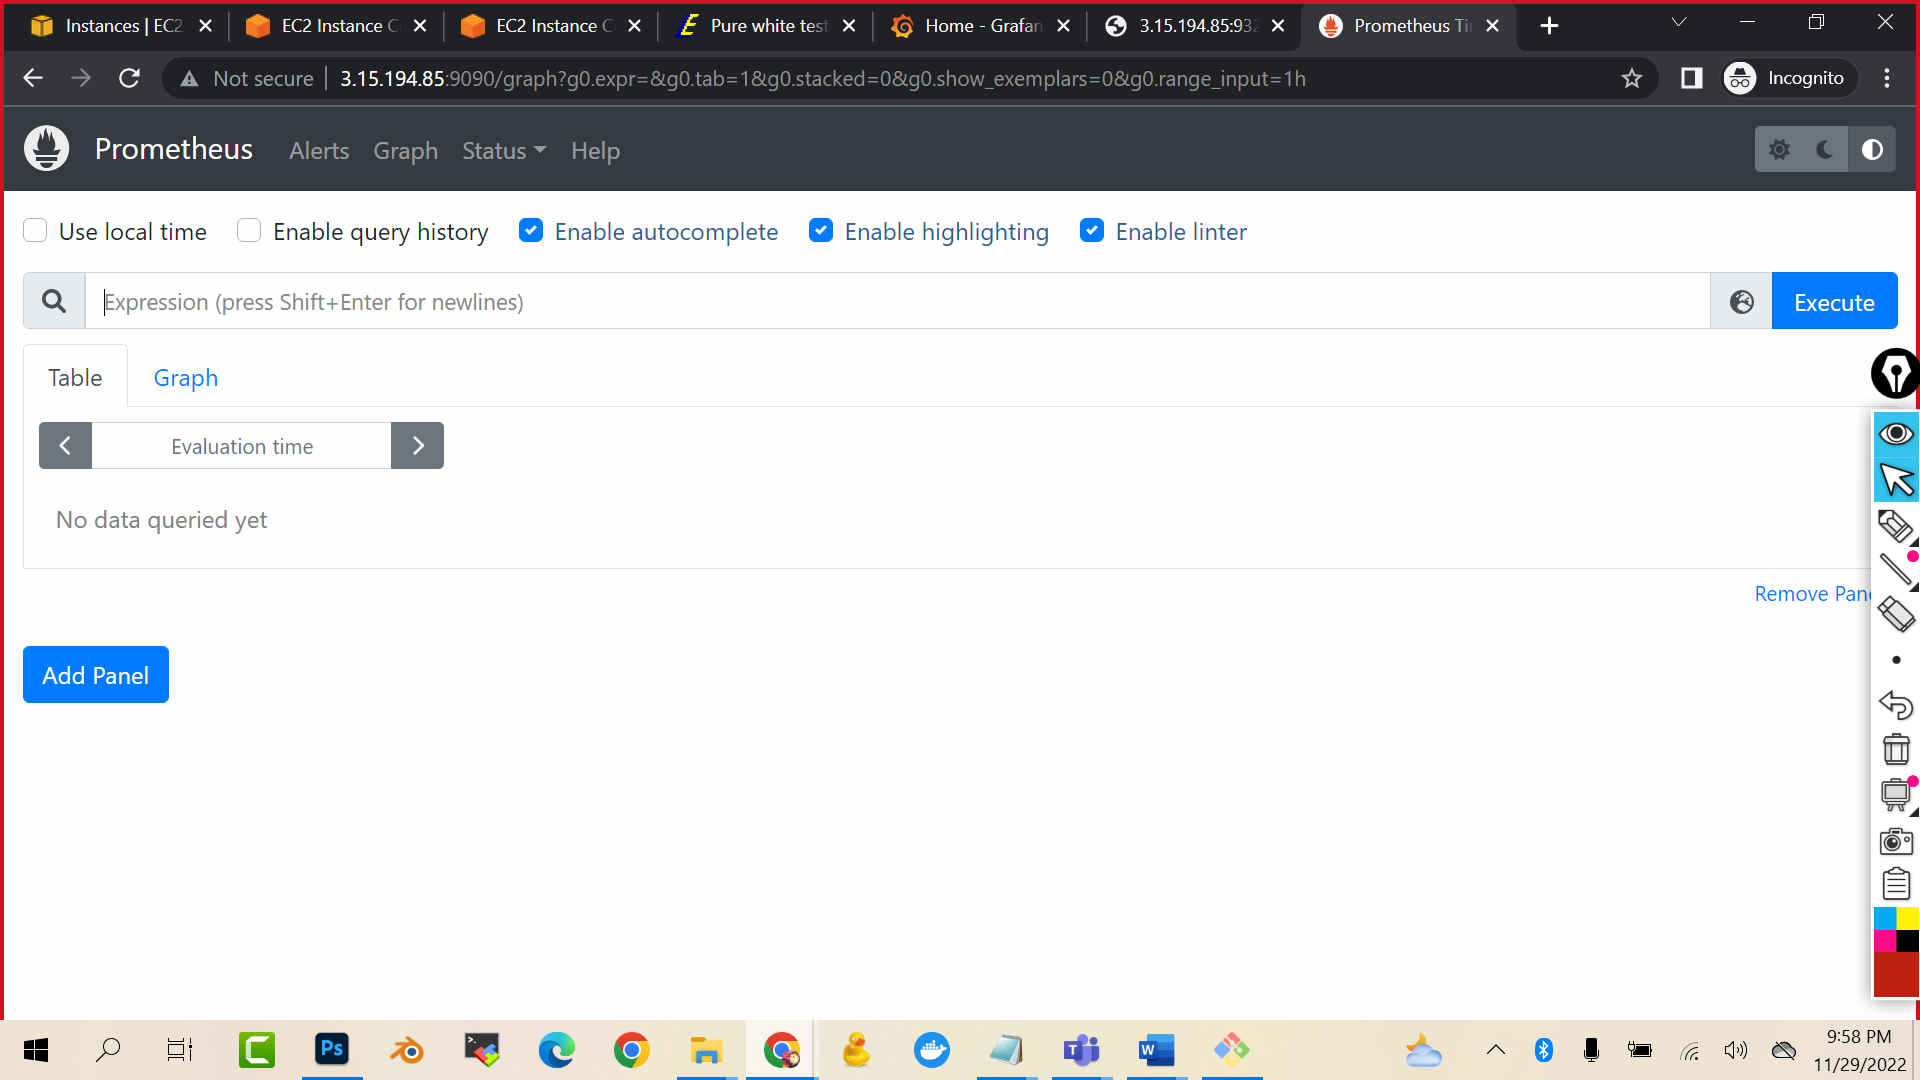 Instances | EC2
EC2 Instance C
EC2 Instance C
Pure white test
Home - Grafan
3.15.194.85:932
Prometheus Tim
Not secure
3.15.194.85:9090/graph?g0.expr=&g0.tab=1&g0.stacked=0&g0.show_exemplars=0&g0.range_input=1h
Incognito
Prometheus
Alerts
Graph
Status
Help
Use local time
Enable query history
Enable autocomplete
Enable highlighting
Enable linter
Expression (press Shift+Enter for newlines)
Execute
Table
Graph
Evaluation time
No data queried yet
Remove Pane
Add Panel
Ps
W
9:58 PM
11/29/2022